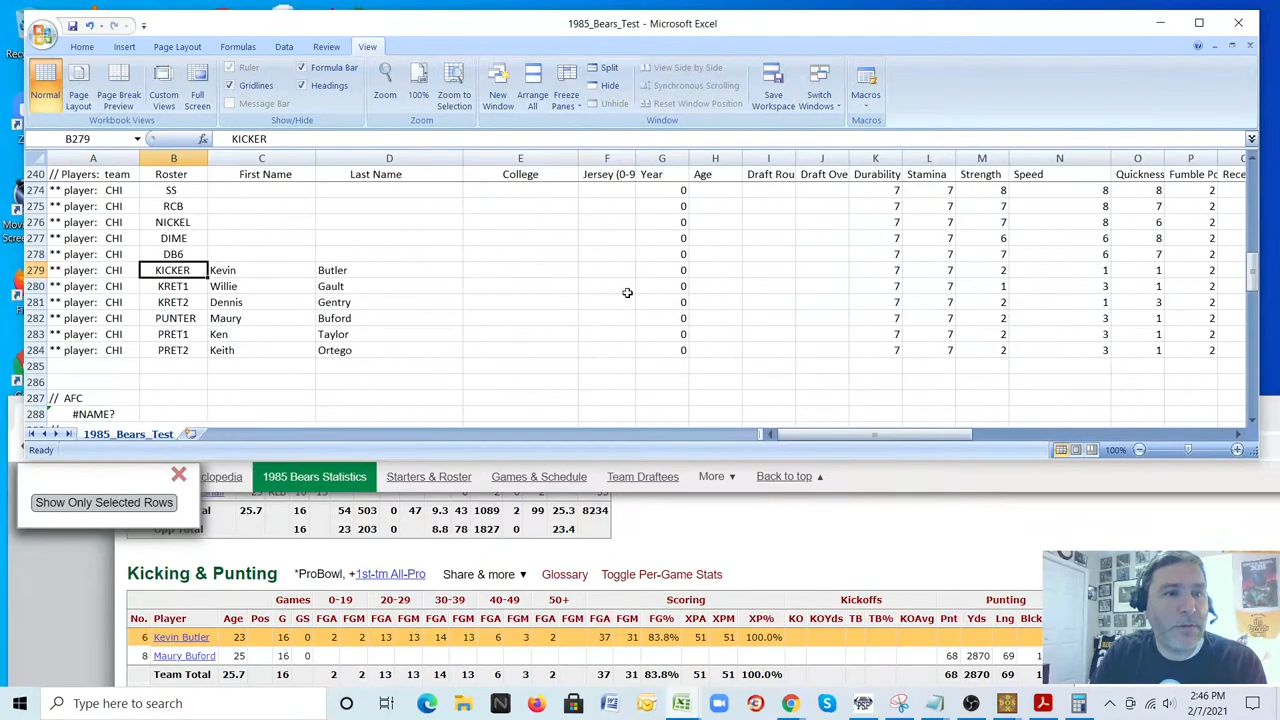 1985_Bears_Test - Microsoft Excel
Home Insert Page Layout Formulas Data Review View
Ruler Formula Bar Split View Side by Side
Gridlines Headings Hide Synchronous Scrolling
Message Bar Unhide Reset Window Position
Normal Page Layout Page Break Preview Custom Views Full Screen Zoom 100% Zoom to Selection New Window Arrange All Freeze Panes Save Workspace Switch Windows Macros
Workbook Views Show/Hide Zoom Window Macros
B279 fx KICKER
A B C D E F G H I J K L M N O P
240 // Players: team Roster First Name Last Name College Jersey (0-9 Year Age Draft Rou Draft Ove Durability Stamina Strength Speed Quickness Fumble Po Rece
274 ** player: CHI SS 0 7 7 8 8 8 2
275 ** player: CHI RCB 0 7 7 7 8 7 2
276 ** player: CHI NICKEL 0 7 7 7 8 6 2
277 ** player: CHI DIME 0 7 7 6 6 8 2
278 ** player: CHI DB6 0 7 7 7 6 7 2
279 ** player: CHI KICKER Kevin Butler 0 7 7 2 1 1 2
280 ** player: CHI KRET1 Willie Gault 0 7 7 1 3 1 2
281 ** player: CHI KRET2 Dennis Gentry 0 7 7 2 1 3 2
282 ** player: CHI PUNTER Maury Buford 0 7 7 2 3 1 2
283 ** player: CHI PRET1 Ken Taylor 0 7 7 2 3 1 2
284 ** player: CHI PRET2 Keith Ortego 0 7 7 2 3 1 2
285
286
287 // AFC
288 #NAME?
1985_Bears_Test
Ready 100%
clopedia 1985 Bears Statistics Starters & Roster Games & Schedule Team Draftees More ▼ Back to top ▲
Show Only Selected Rows
25.7 16 54 503 0 47 9.3 43 1089 2 99 25.3 8234
Opp Total 16 23 203 0 8.8 78 1827 0 23.4
Kicking & Punting *ProBowl, +1st-tm All-Pro Share & more ▼ Glossary Toggle Per-Game Stats
Games 0-19 20-29 30-39 40-49 50+ Scoring Kickoffs Punting
No. Player Age Pos G GS FGA FGM FGA FGM FGA FGM FGA FGM FGA FGM FGA FGM FG% XPA XPM XP% KO KOYds TB TB% KOAvg Pnt Yds Lng Blck
6 Kevin Butler 23 16 0 2 2 13 13 14 13 6 3 2 37 31 83.8% 51 51 100.0%
8 Maury Buford 25 16 0 68 2870 69
Team Total 25.7 16 2 2 13 13 14 13 6 3 2 37 31 83.8% 51 51 100.0% 68 2870 69
Type here to search
2:46 PM
2/7/2021